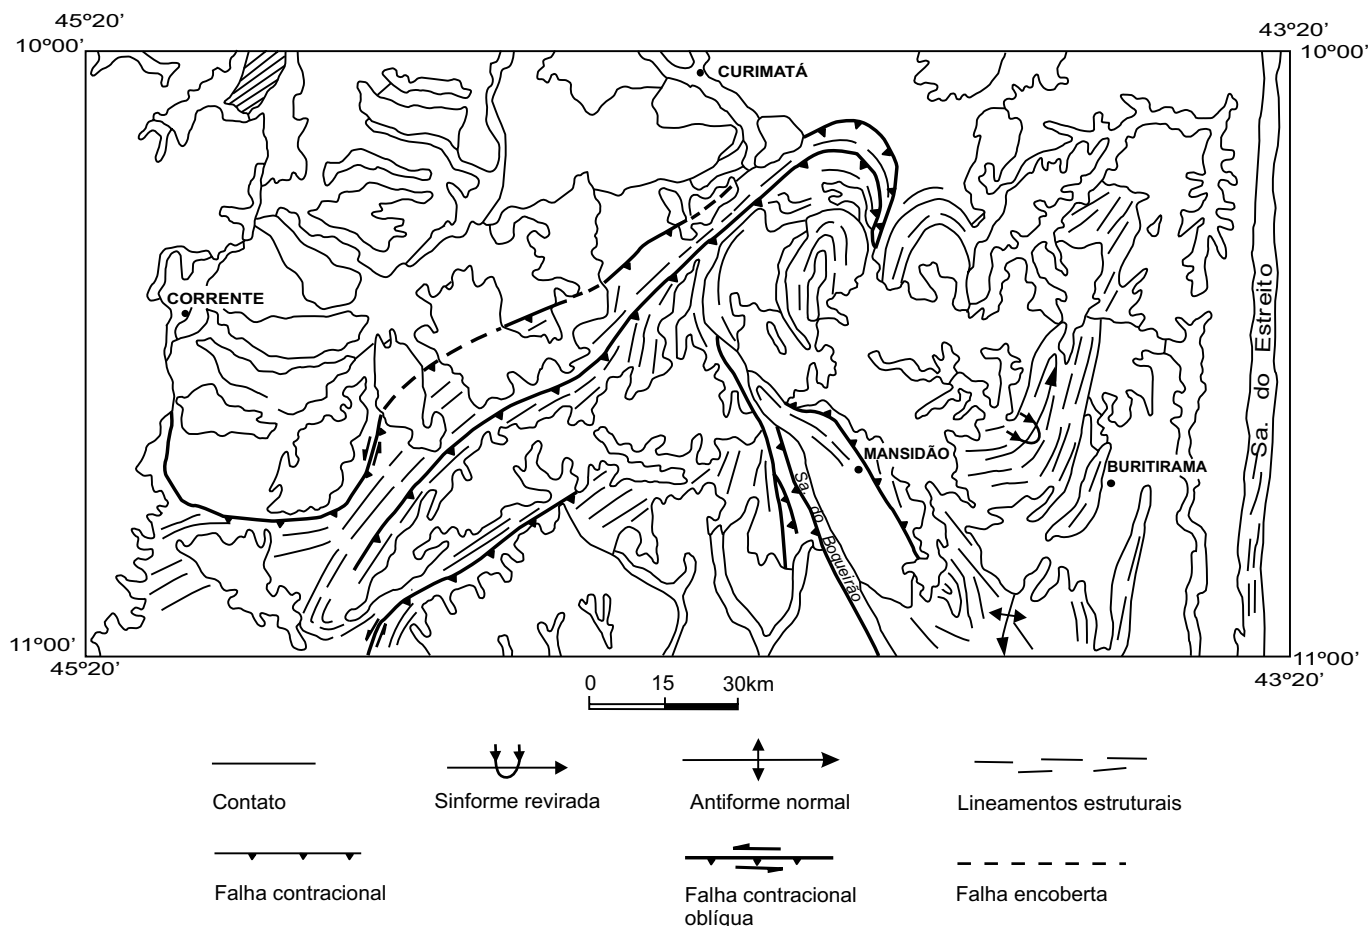 45º20’
43º20’
10º00’
10º00’
CURIMATÁ
CORRENTE
Sa. do Estreito
MANSIDÃO
BURITIRAMA
Sa. do Boqueirão
11º00’
11º00’
45º20’
43º20’
0 15 30km
Contato
Sinforme revirada
Antiforme normal
Lineamentos estruturais
Falha contracional
Falha contracional
oblígua
Falha encoberta